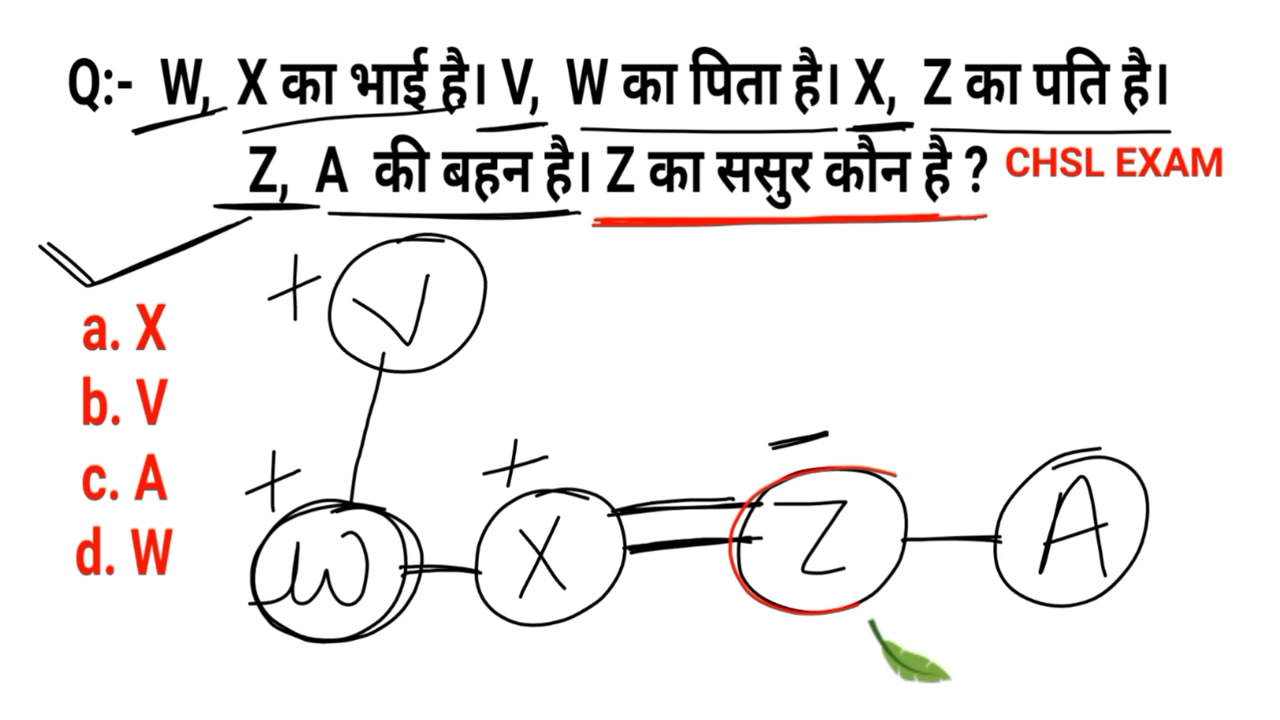 Q:- W, X का भाई है। V, W का पिता है। X, Z का पति है।
Z, A की बहन है। Z का ससुर कौन है ? CHSL EXAM
a. X
b. V
c. A
d. W
+ V
+ + −
W X Z A